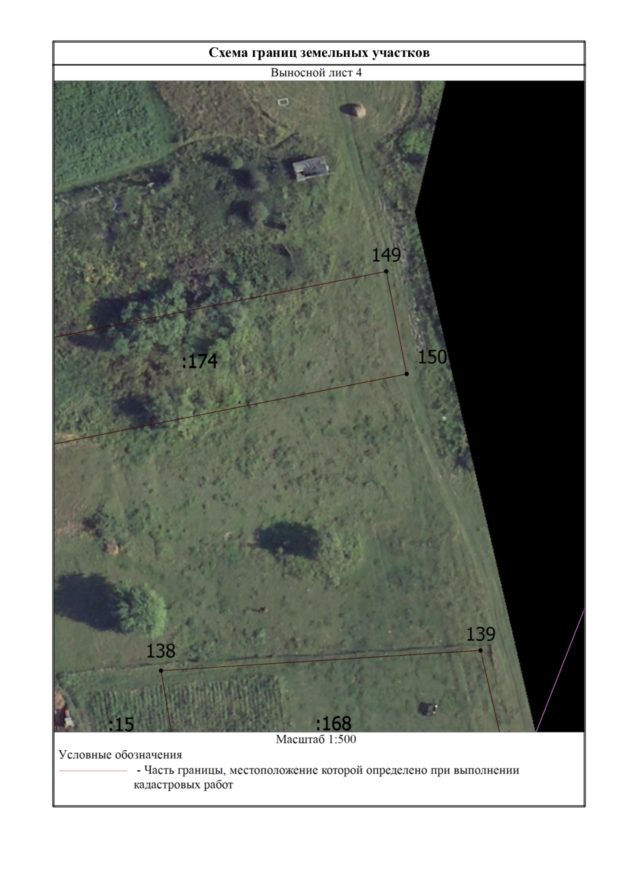 Схема границ земельных участков
Выносной лист 4
149
150
:174
138
139
:15
:168
Масштаб 1:500
Условные обозначения
- Часть границы, местоположение которой определено при выполнении
кадастровых работ